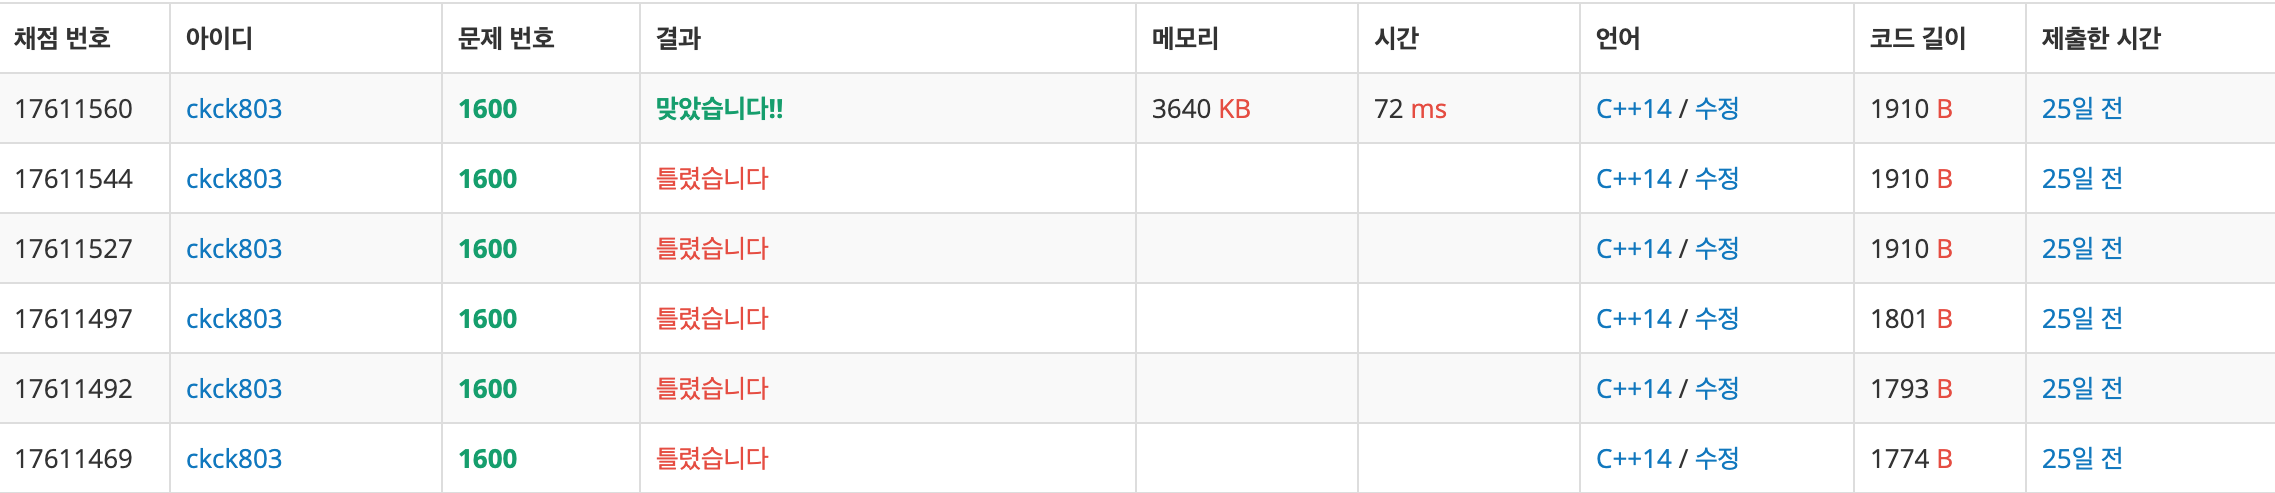 채점 번호 아이디 문제 번호 결과 메모리 시간 언어 코드 길이 제출한 시간
17611560 ckck803 1600 맞았습니다!! 3640 KB 72 ms C++14 / 수정 1910 B 25일 전
17611544 ckck803 1600 틀렸습니다 C++14 / 수정 1910 B 25일 전
17611527 ckck803 1600 틀렸습니다 C++14 / 수정 1910 B 25일 전
17611497 ckck803 1600 틀렸습니다 C++14 / 수정 1801 B 25일 전
17611492 ckck803 1600 틀렸습니다 C++14 / 수정 1793 B 25일 전
17611469 ckck803 1600 틀렸습니다 C++14 / 수정 1774 B 25일 전